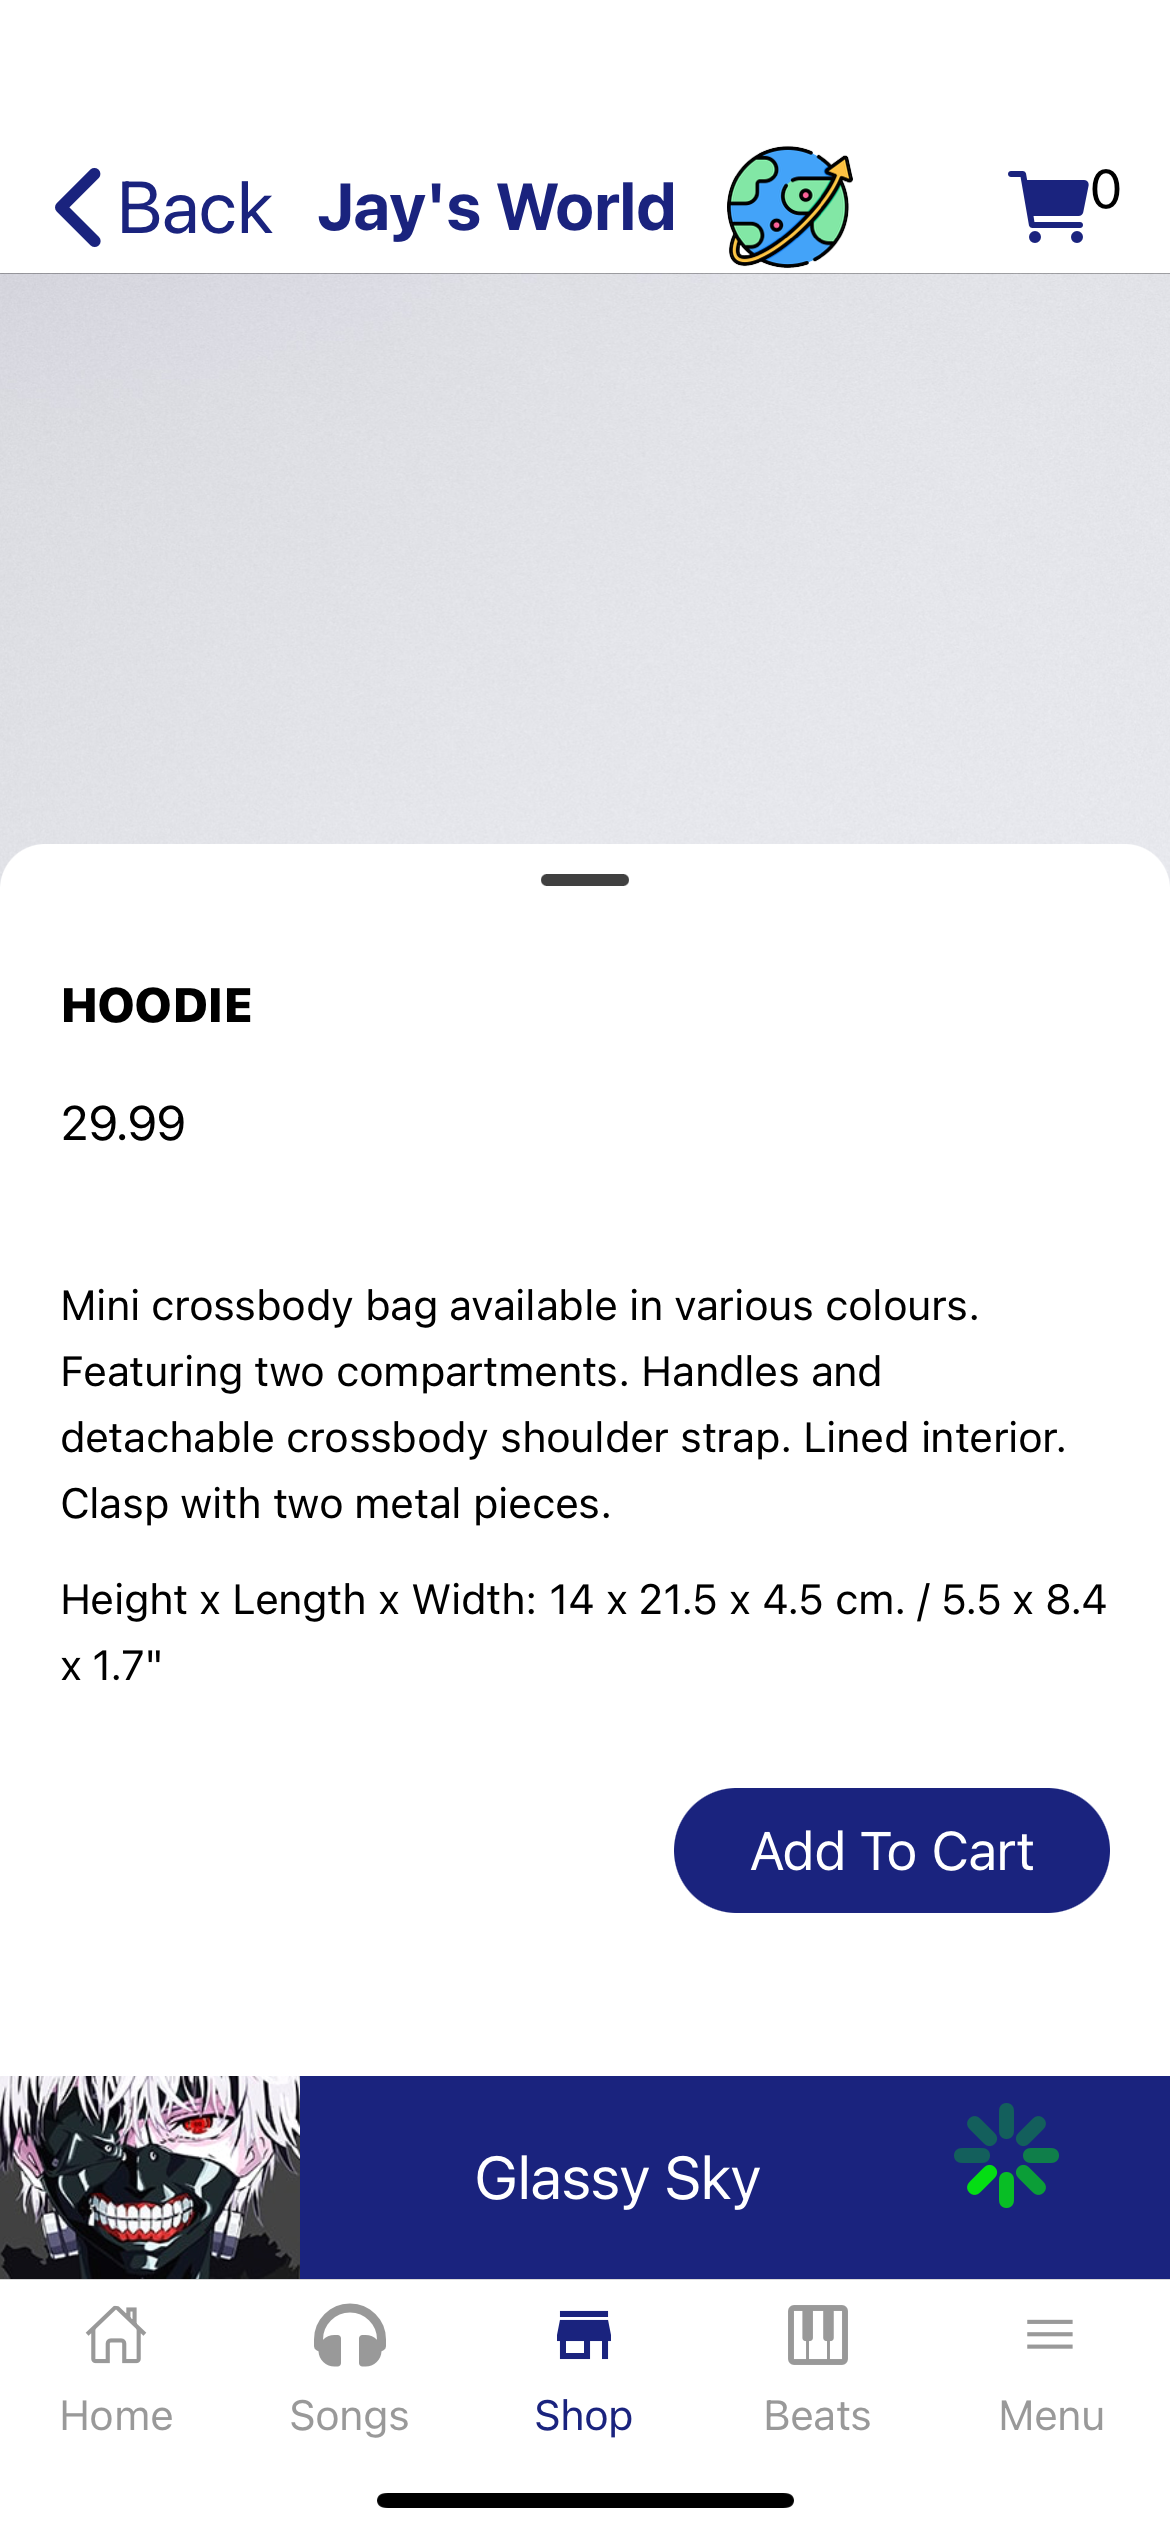 Back
Jay's World
0
HOODIE
29.99
Mini crossbody bag available in various colours.
Featuring two compartments. Handles and
detachable crossbody shoulder strap. Lined interior.
Clasp with two metal pieces.
Height x Length x Width: 14 x 21.5 x 4.5 cm. / 5.5 x 8.4
x 1.7"
Add To Cart
Glassy Sky
Home
Songs
Shop
Beats
Menu